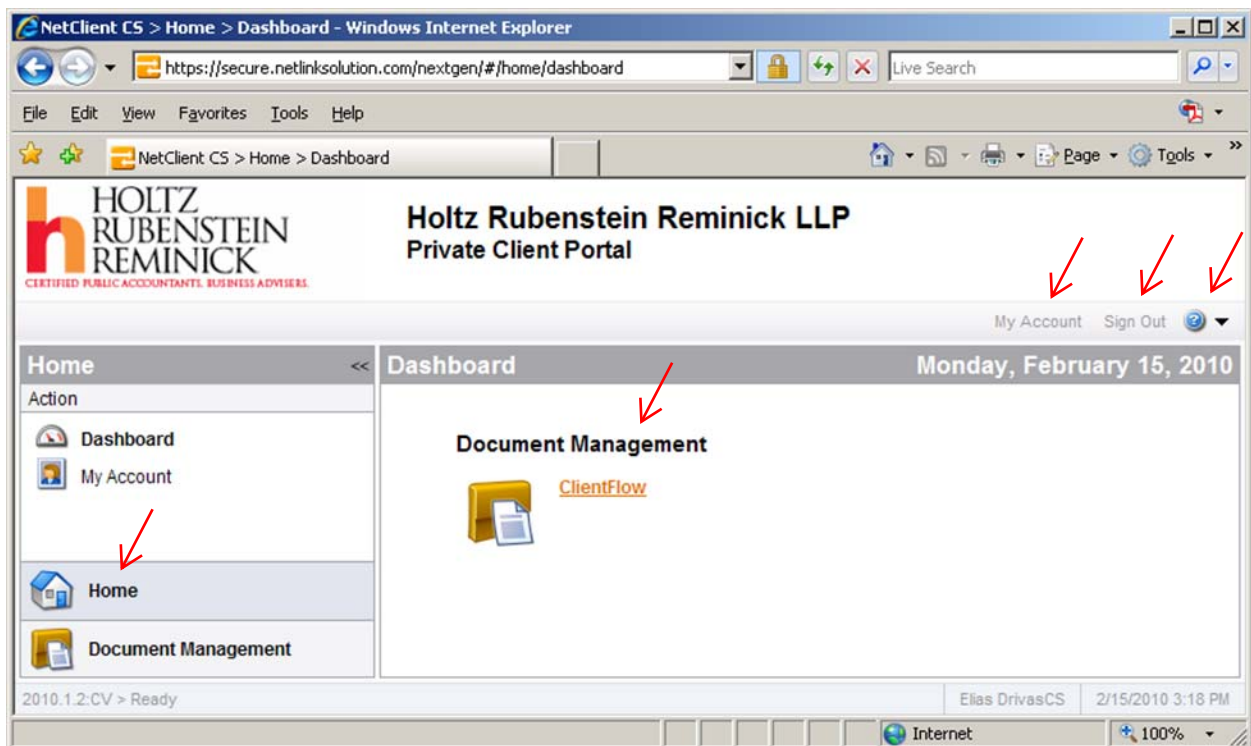 NetClient CS > Home > Dashboard - Windows Internet Explorer
https://secure.netlinksolution.com/nextgen/#/home/dashboard
Live Search
File Edit View Favorites Tools Help
NetClient CS > Home > Dashboard
Page Tools »
HOLTZ
RUBENSTEIN
REMINICK
CERTIFIED PUBLIC ACCOUNTANTS. BUSINESS ADVISERS.
Holtz Rubenstein Reminick LLP
Private Client Portal
My Account Sign Out
Home <<
Dashboard Monday, February 15, 2010
Action
Dashboard
My Account
Document Management
ClientFlow
Home
Document Management
2010.1.2:CV > Ready
Elias DrivasCS 2/15/2010 3:18 PM
Internet 100%